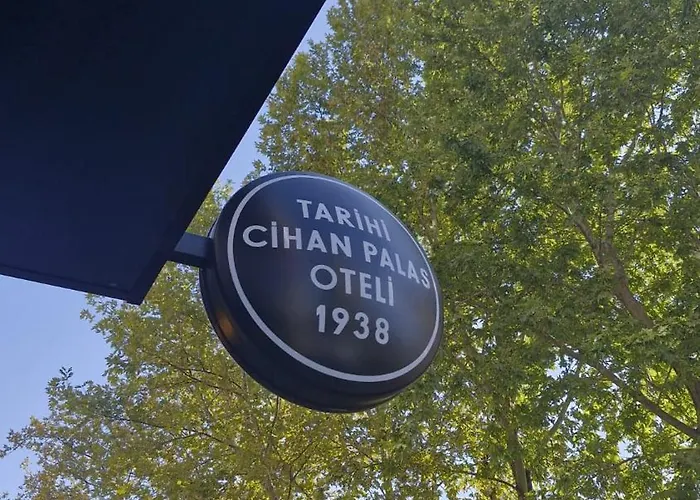 TARİHİ
CİHAN PALAS
OTELİ
1938